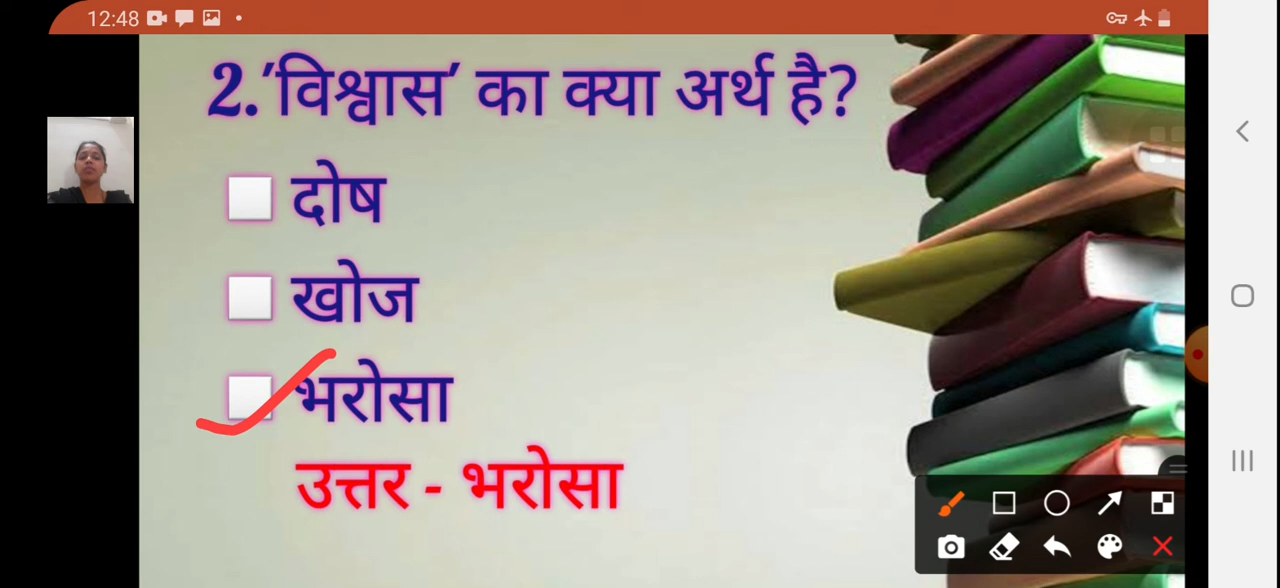 12:48
2.'विश्वास' का क्या अर्थ है?
दोष
खोज
भरोसा
उत्तर - भरोसा